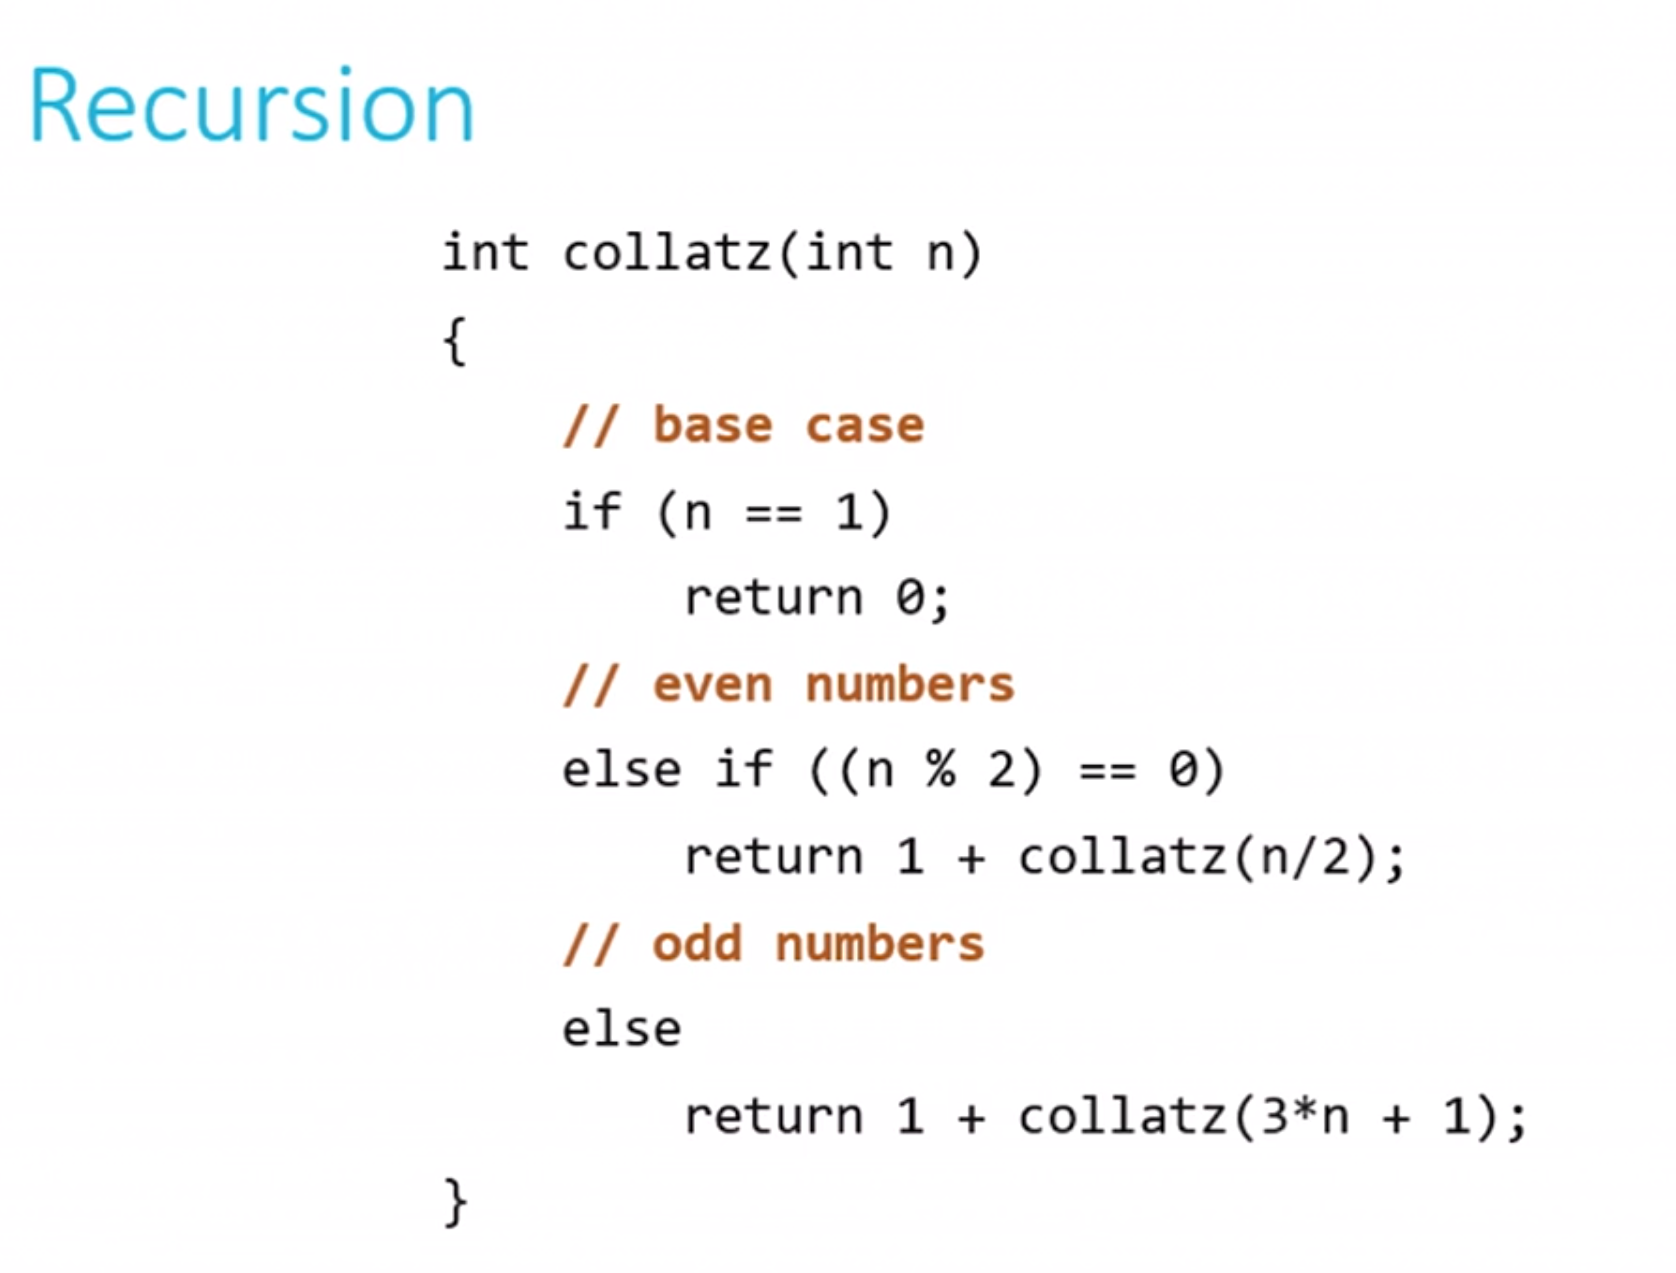 Recursion
int collatz(int n)
{
    // base case
    if (n == 1)
        return 0;
    // even numbers
    else if ((n % 2) == 0)
        return 1 + collatz(n/2);
    // odd numbers
    else
        return 1 + collatz(3*n + 1);
}